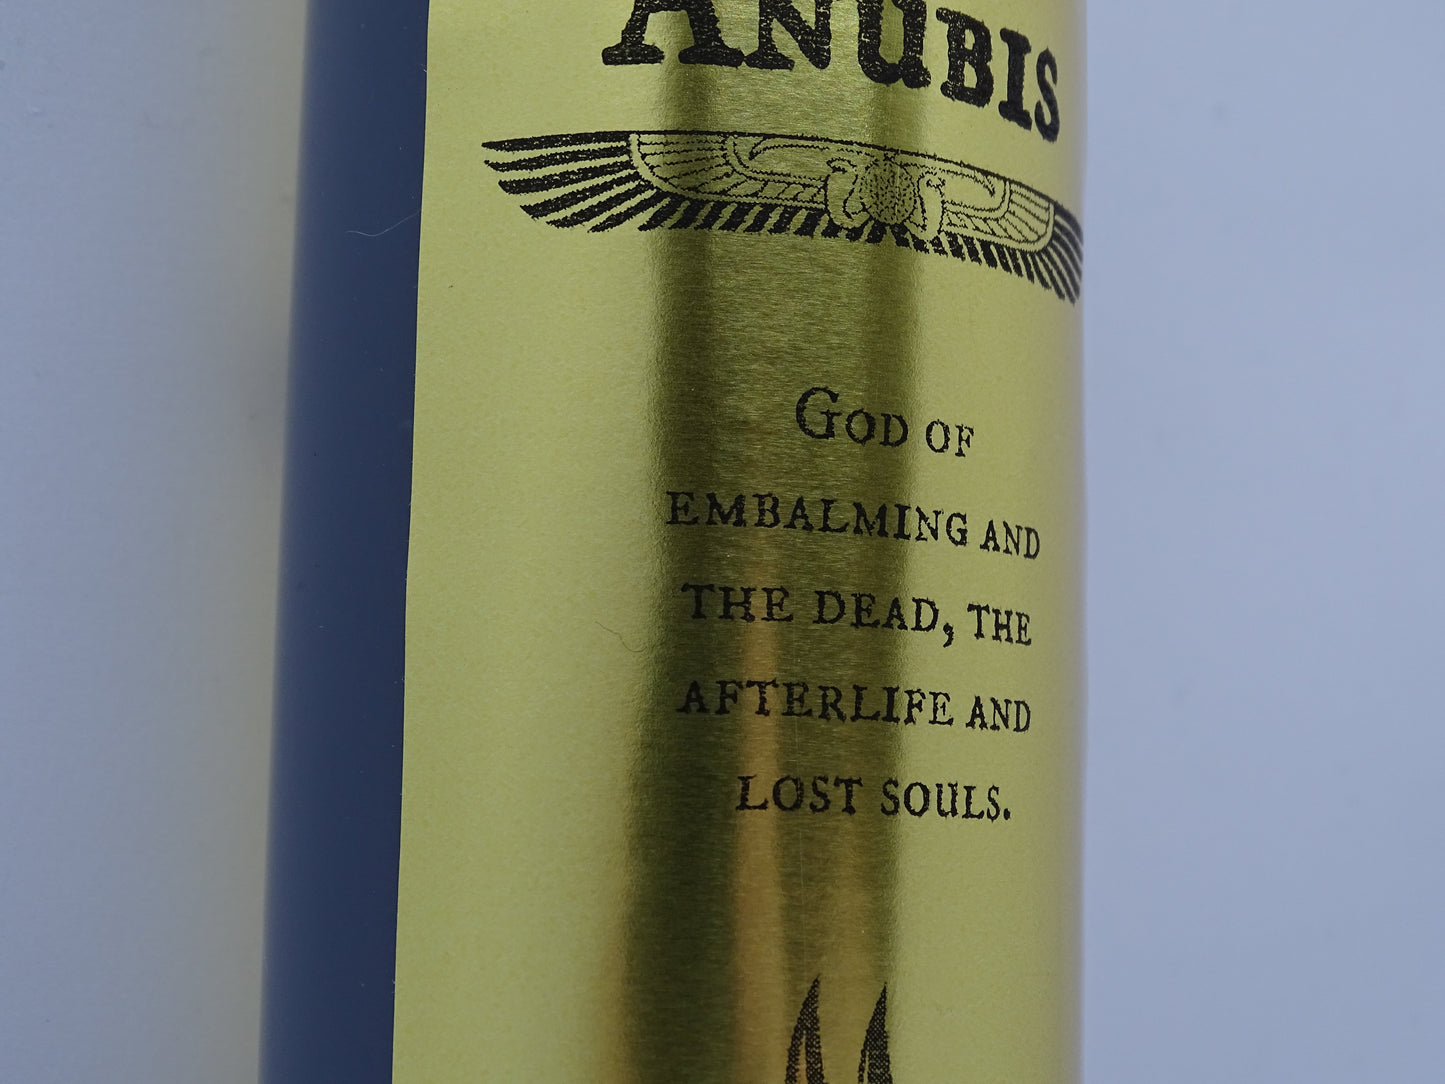 ANUBIS
GOD OF
EMBALMING AND
THE DEAD, THE
AFTERLIFE AND
LOST SOULS.